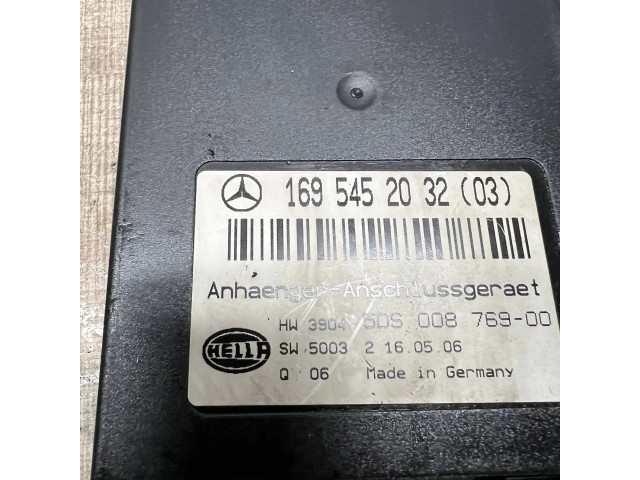 169 545 20 32 (03)
Anhaenger-Anschlussgeraet
HW 3904 5DS 008 769-00
HELLA SW 5003 2 16.05.06
Q 06 Made in Germany